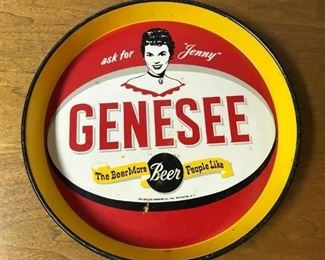 ask for "Jenny"
GENESEE
The Beer More Beer People Like